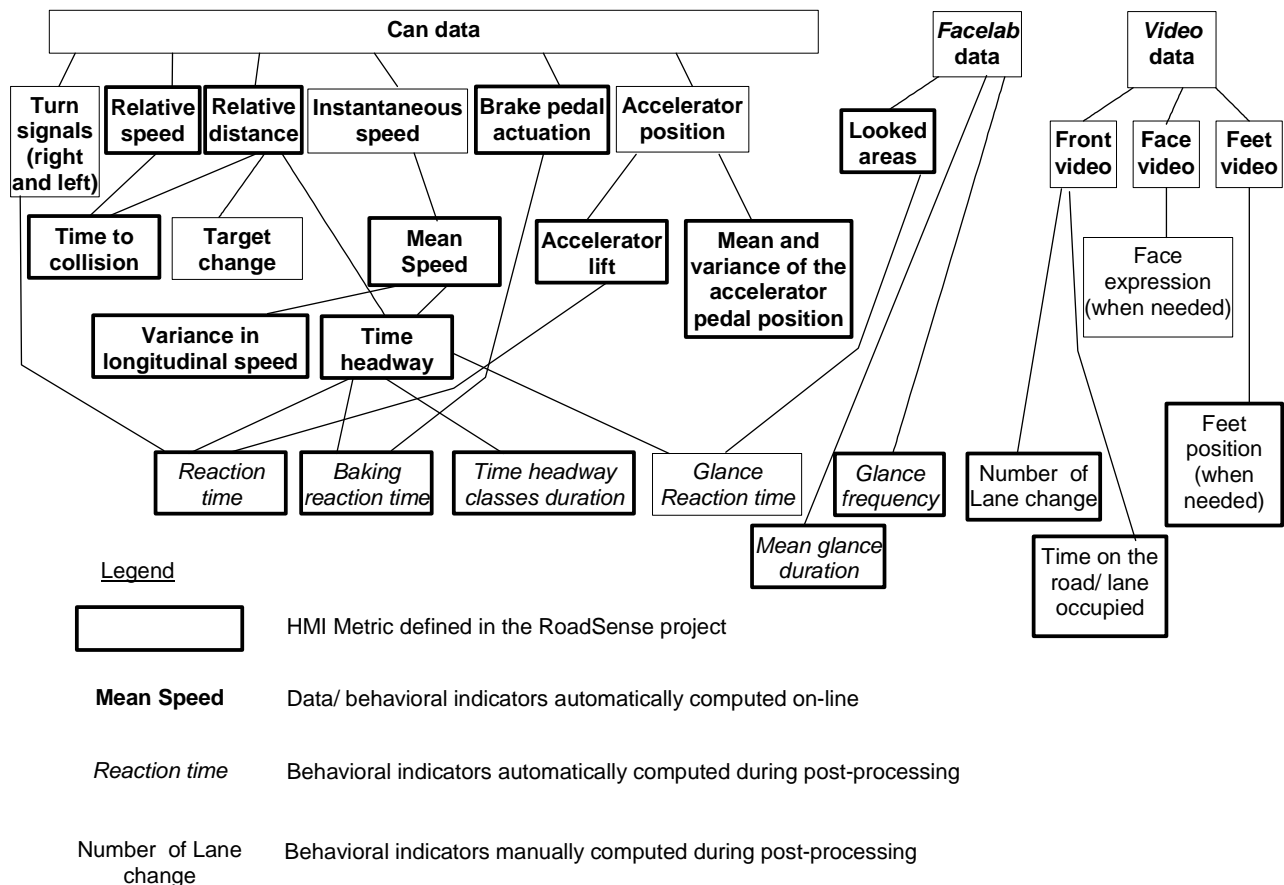 Can data
Facelab
data
Video
data
Turn
signals
(right
and left)
Relative
speed
Relative
distance
Instantaneous
speed
Brake pedal
actuation
Accelerator
position
Looked
areas
Front
video
Face
video
Feet
video
Time to
collision
Target
change
Mean
Speed
Accelerator
lift
Mean and
variance of the
accelerator
pedal position
Face
expression
(when needed)
Variance in
longitudinal speed
Time
headway
Reaction
time
Baking
reaction time
Time headway
classes duration
Glance
Reaction time
Glance
frequency
Mean glance
duration
Number of
Lane change
Time on the
road/ lane
occupied
Feet
position
(when
needed)
Legend
HMI Metric defined in the RoadSense project
Mean Speed
Data/ behavioral indicators automatically computed on-line
Reaction time
Behavioral indicators automatically computed during post-processing
Number of Lane
change
Behavioral indicators manually computed during post-processing